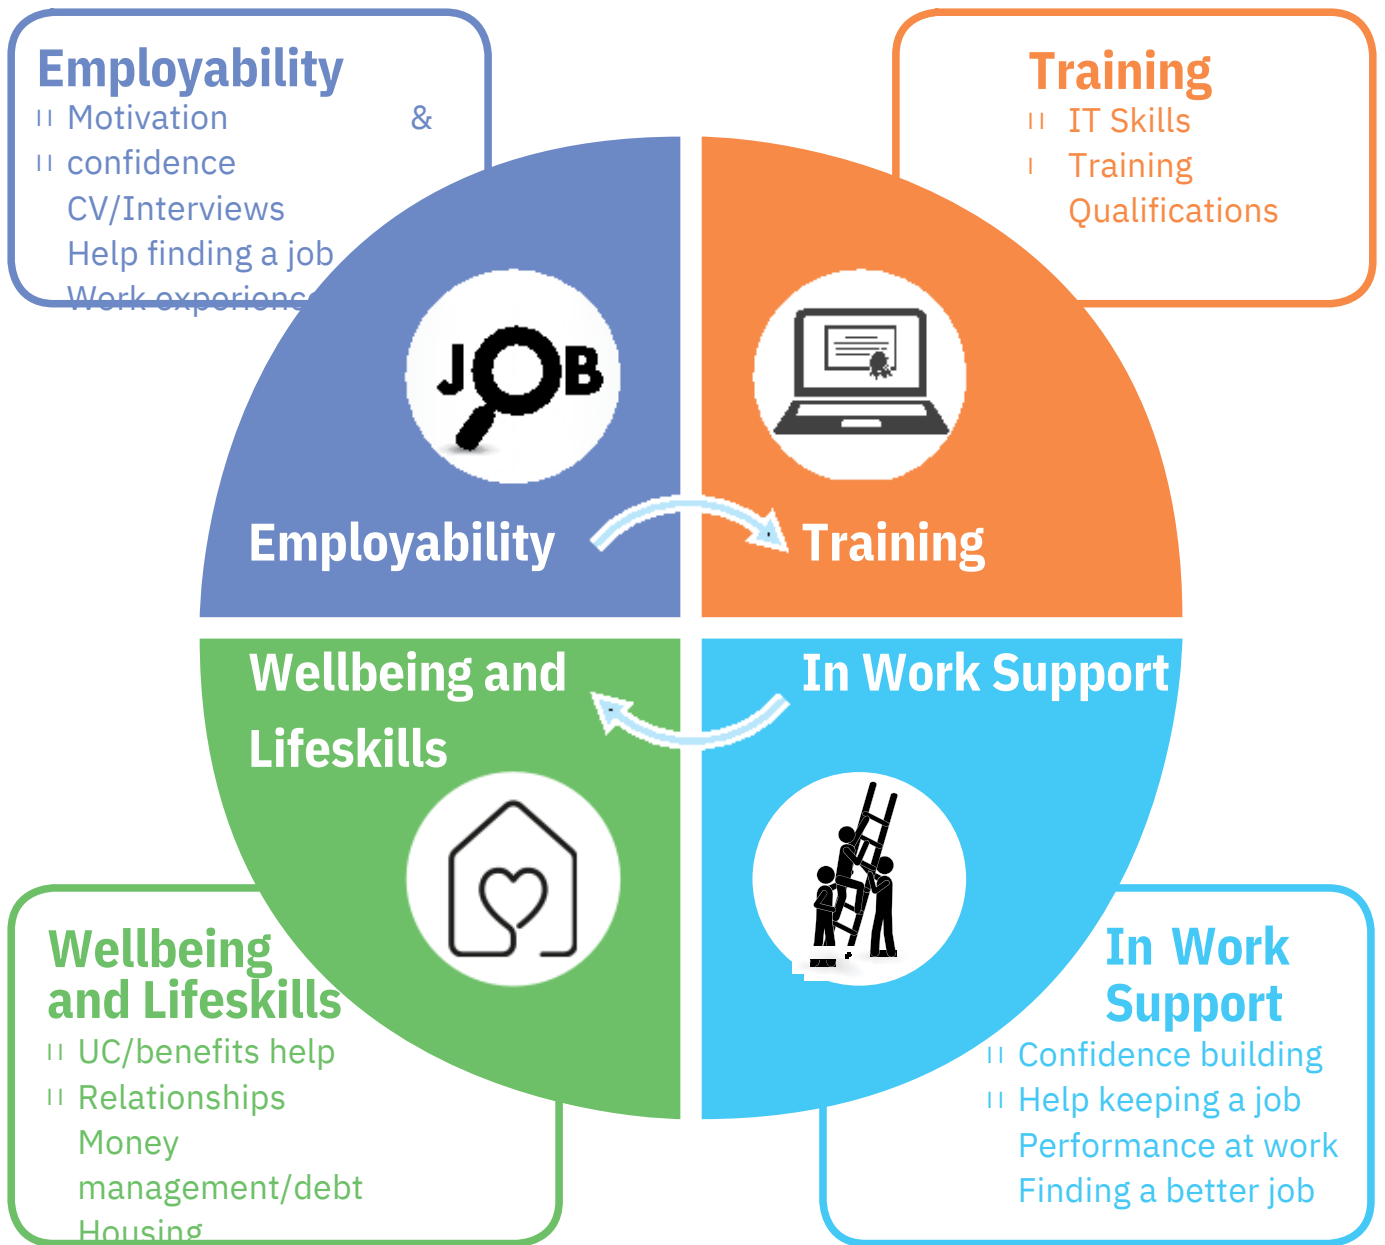 Employability
Motivation &
confidence
CV/Interviews
Help finding a job
Work experienc
Training
IT Skills
Training
Qualifications
JOB
Employability
Training
Wellbeing and
Lifeskills
In Work Support
Wellbeing
and Lifeskills
UC/benefits help
Relationships
Money
management/debt
Housing
In Work
Support
Confidence building
Help keeping a job
Performance at work
Finding a better job